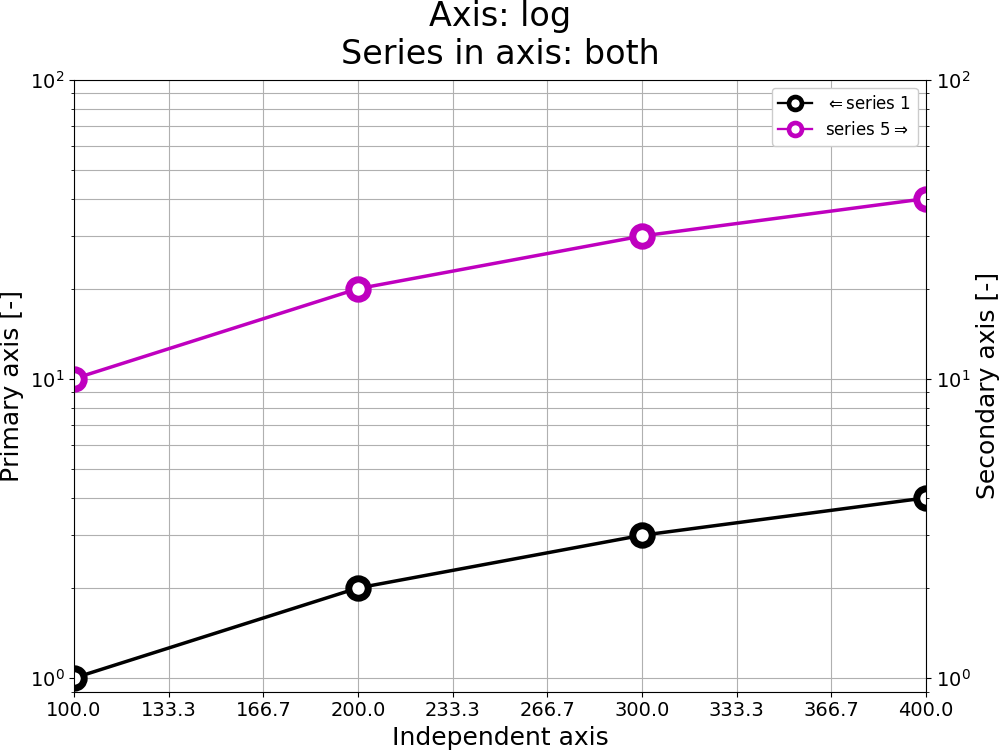 Axis: log
Series in axis: both
10²
10¹
10⁰
Primary axis [-]
⇐series 1
series 5⇒
10²
10¹
10⁰
Secondary axis [-]
100.0 133.3 166.7 200.0 233.3 266.7 300.0 333.3 366.7 400.0
Independent axis